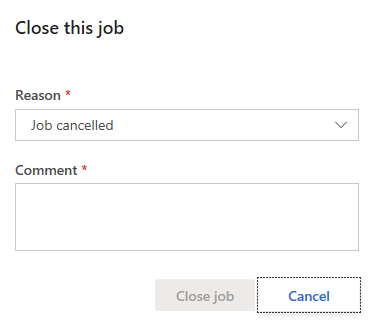 Close this job
Reason *
Job cancelled
Comment *
Close job Cancel